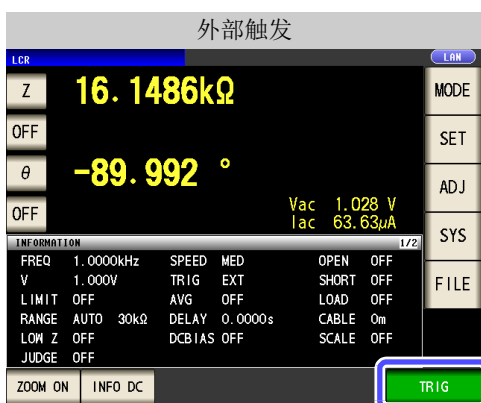 外部触发
LCR
LAN
Z 16.1486kΩ
MODE
OFF
SET
θ -89.992 °
ADJ
OFF
Vac 1.028 V
Iac 63.63μA
SYS
INFORMATION 1/2
FREQ 1.0000kHz SPEED MED OPEN OFF
V 1.000V TRIG EXT SHORT OFF
FILE
LIMIT OFF AVG OFF LOAD OFF
RANGE AUTO 30kΩ DELAY 0.0000s CABLE 0m
LOW Z OFF DCBIAS OFF SCALE OFF
JUDGE OFF
ZOOM ON INFO DC TRIG